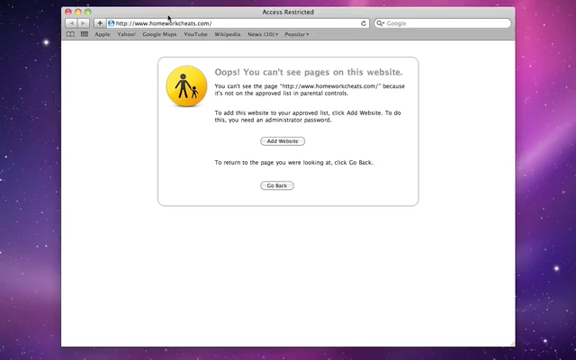 Access Restricted
http://www.homeworkcheats.com/
Google
Apple Yahoo! Google Maps YouTube Wikipedia News (10) Popular
Oops! You can't see pages on this website.
You can't see the page "http://www.homeworkcheats.com/" because
it's not on the approved list in parental controls.
To add this website to your approved list, click Add Website. To do
this, you need an administrator password.
Add Website
To return to the page you were looking at, click Go Back.
Go Back